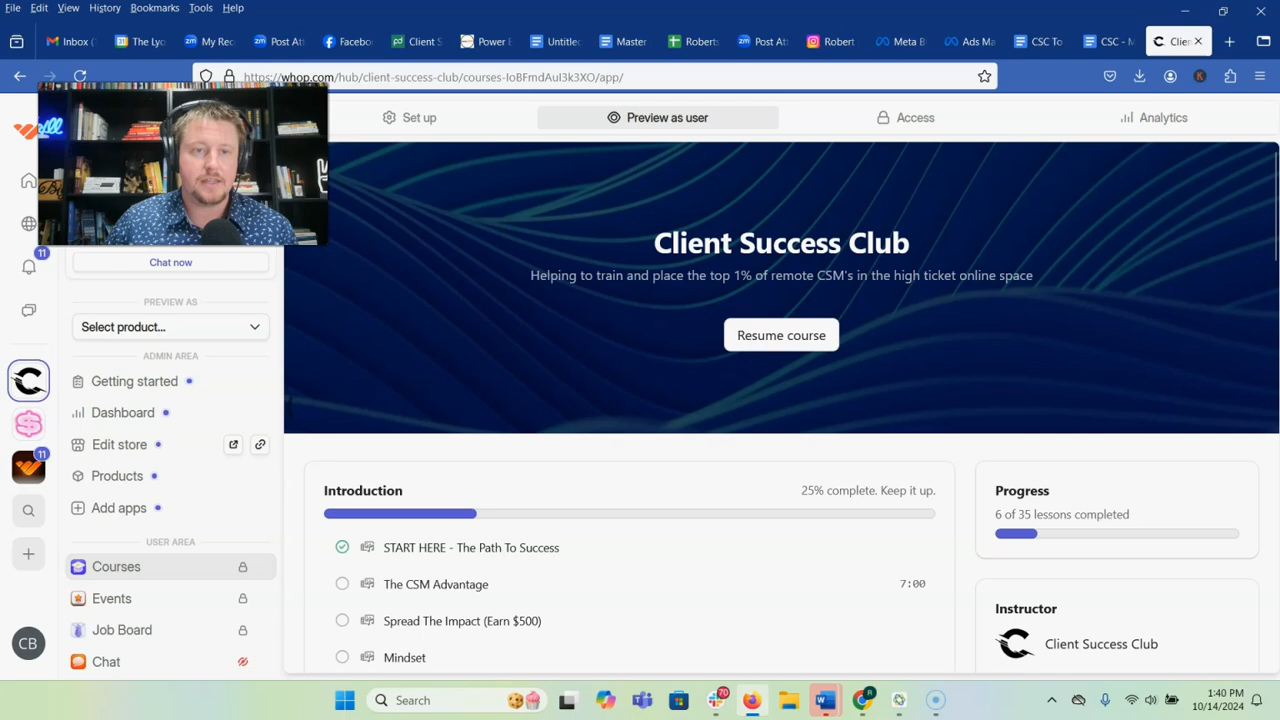 File Edit View History Bookmarks Tools Help
Inbox (
The Lyo
My Rec
Post Att
Facebo
Client S
Power B
Untitlec
Master
Roberts
Post Att
Robert
Meta B
Ads Ma
CSC To
CSC - M
Clien
https://whop.com/hub/client-success-club/courses-IoBFmdAul3k3XO/app/
Set up
Preview as user
Access
Analytics
11
Chat now
PREVIEW AS
Select product...
ADMIN AREA
Getting started
Dashboard
Edit store
Products
Add apps
USER AREA
Courses
Events
Job Board
Chat
11
CB
Client Success Club
Helping to train and place the top 1% of remote CSM's in the high ticket online space
Resume course
Introduction
25% complete. Keep it up.
START HERE - The Path To Success
The CSM Advantage
7:00
Spread The Impact (Earn $500)
Mindset
Progress
6 of 35 lessons completed
Instructor
Client Success Club
Search
70
1:40 PM
10/14/2024